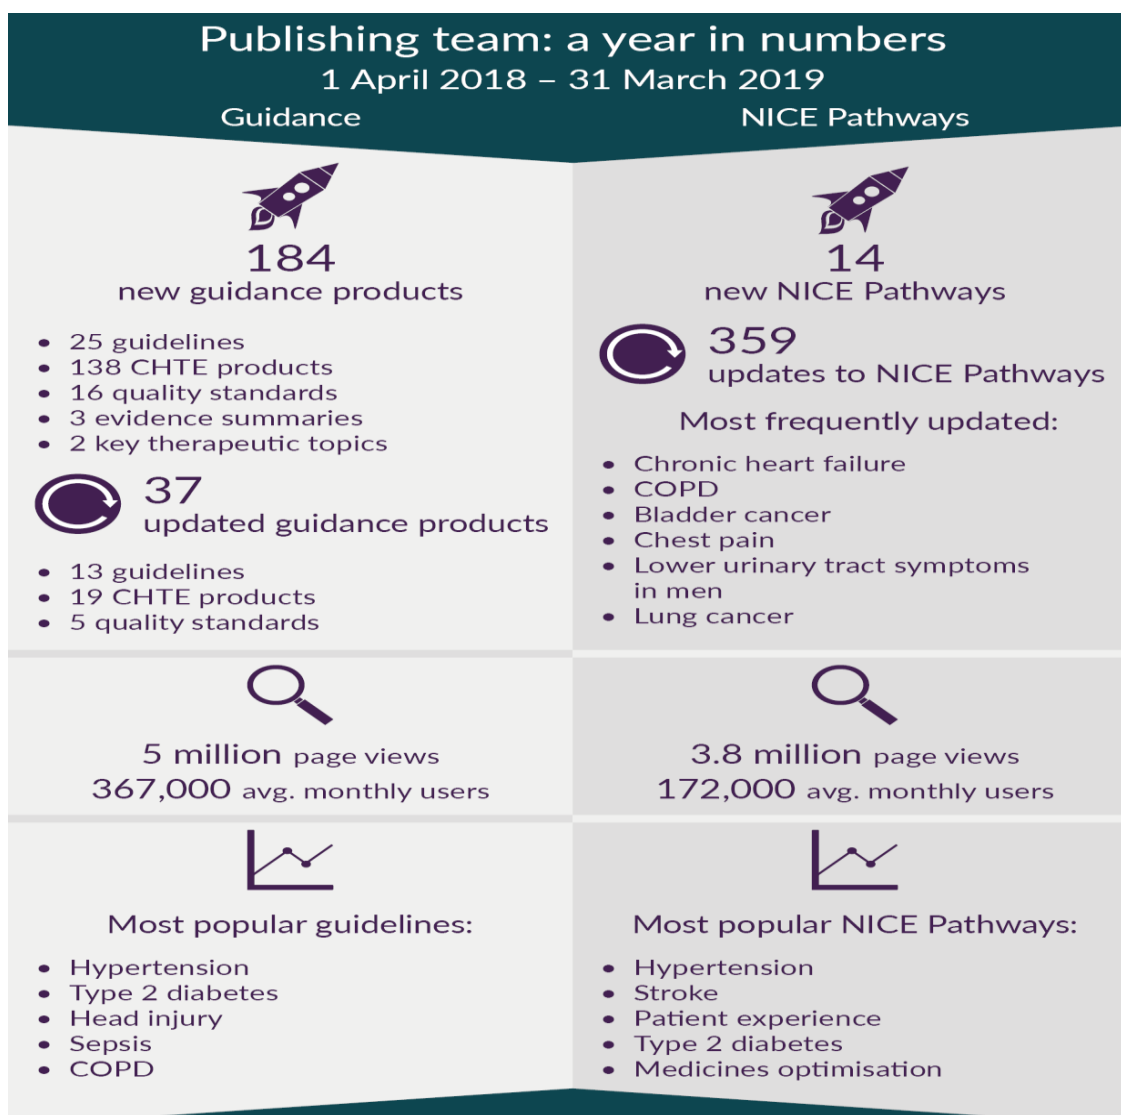 Publishing team: a year in numbers
1 April 2018 – 31 March 2019
Guidance
184
new guidance products
• 25 guidelines
• 138 CHTE products
• 16 quality standards
• 3 evidence summaries
• 2 key therapeutic topics
37
updated guidance products
• 13 guidelines
• 19 CHTE products
• 5 quality standards
5 million page views
367,000 avg. monthly users
Most popular guidelines:
• Hypertension
• Type 2 diabetes
• Head injury
• Sepsis
• COPD
NICE Pathways
14
new NICE Pathways
359
updates to NICE Pathways
Most frequently updated:
• Chronic heart failure
• COPD
• Bladder cancer
• Chest pain
• Lower urinary tract symptoms
in men
• Lung cancer
3.8 million page views
172,000 avg. monthly users
Most popular NICE Pathways:
• Hypertension
• Stroke
• Patient experience
• Type 2 diabetes
• Medicines optimisation